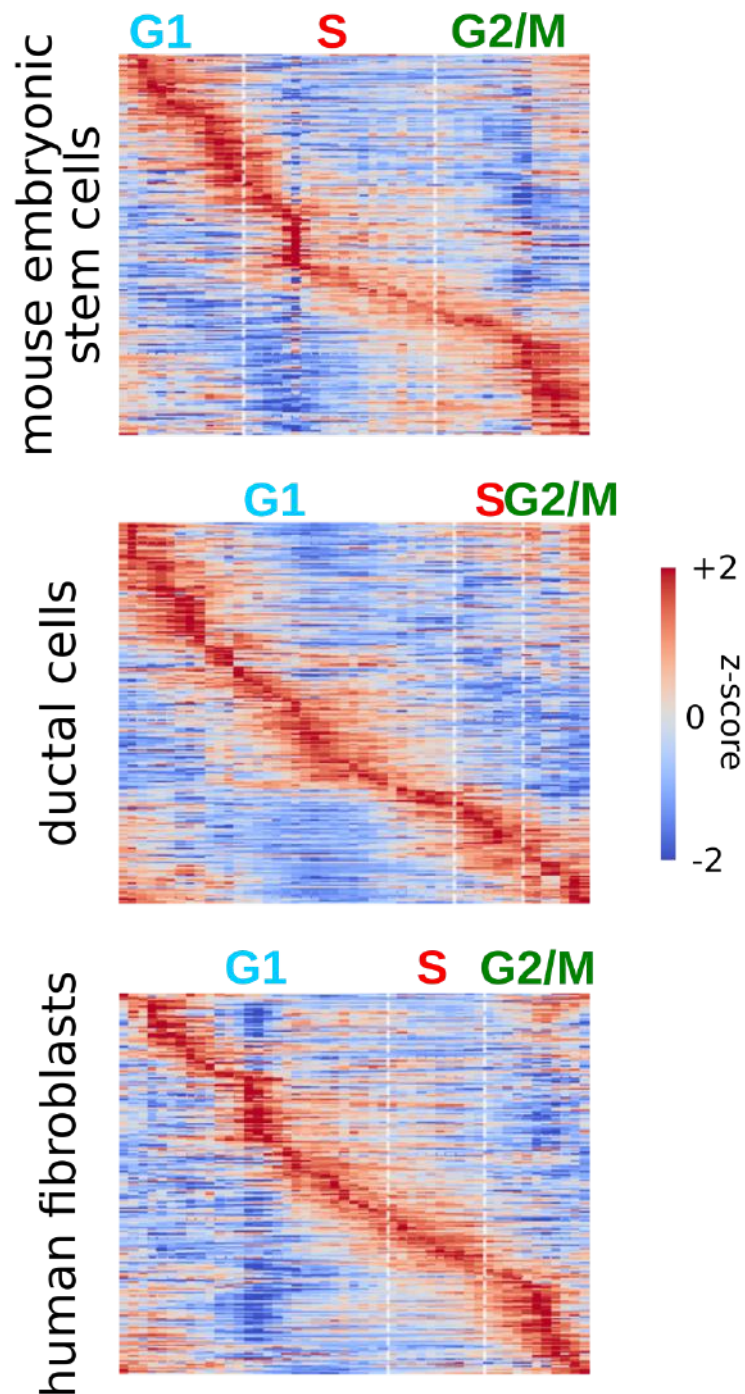 G1 S G2/M
mouse embryonic
stem cells
G1 S G2/M
ductal cells
+2
0
-2
z-score
G1 S G2/M
human fibroblasts